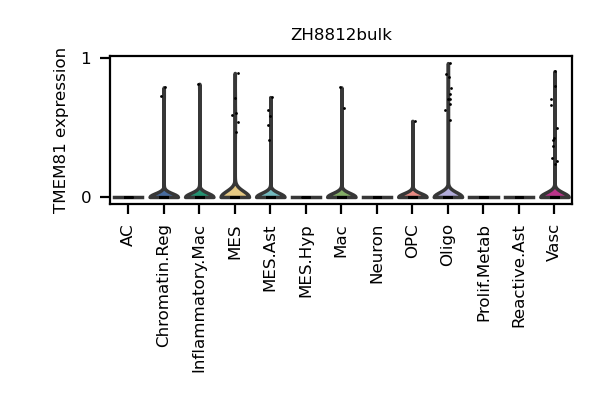 ZH8812bulk
TMEM81 expression
1
0
AC
Chromatin.Reg
Inflammatory.Mac
MES
MES.Ast
MES.Hyp
Mac
Neuron
OPC
Oligo
Prolif.Metab
Reactive.Ast
Vasc